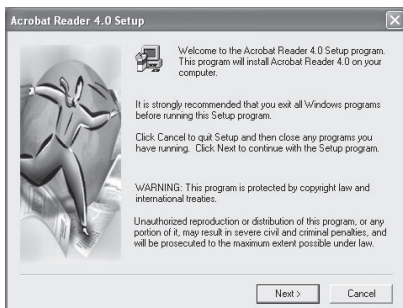 Acrobat Reader 4.0 Setup
Welcome to the Acrobat Reader 4.0 Setup program.
This program will install Acrobat Reader 4.0 on your
computer.
It is strongly recommended that you exit all Windows programs
before running this Setup program.
Click Cancel to quit Setup and then close any programs you
have running. Click Next to continue with the Setup program.
WARNING: This program is protected by copyright law and
international treaties.
Unauthorized reproduction or distribution of this program, or any
portion of it, may result in severe civil and criminal penalties, and
will be prosecuted to the maximum extent possible under law.
Next >
Cancel